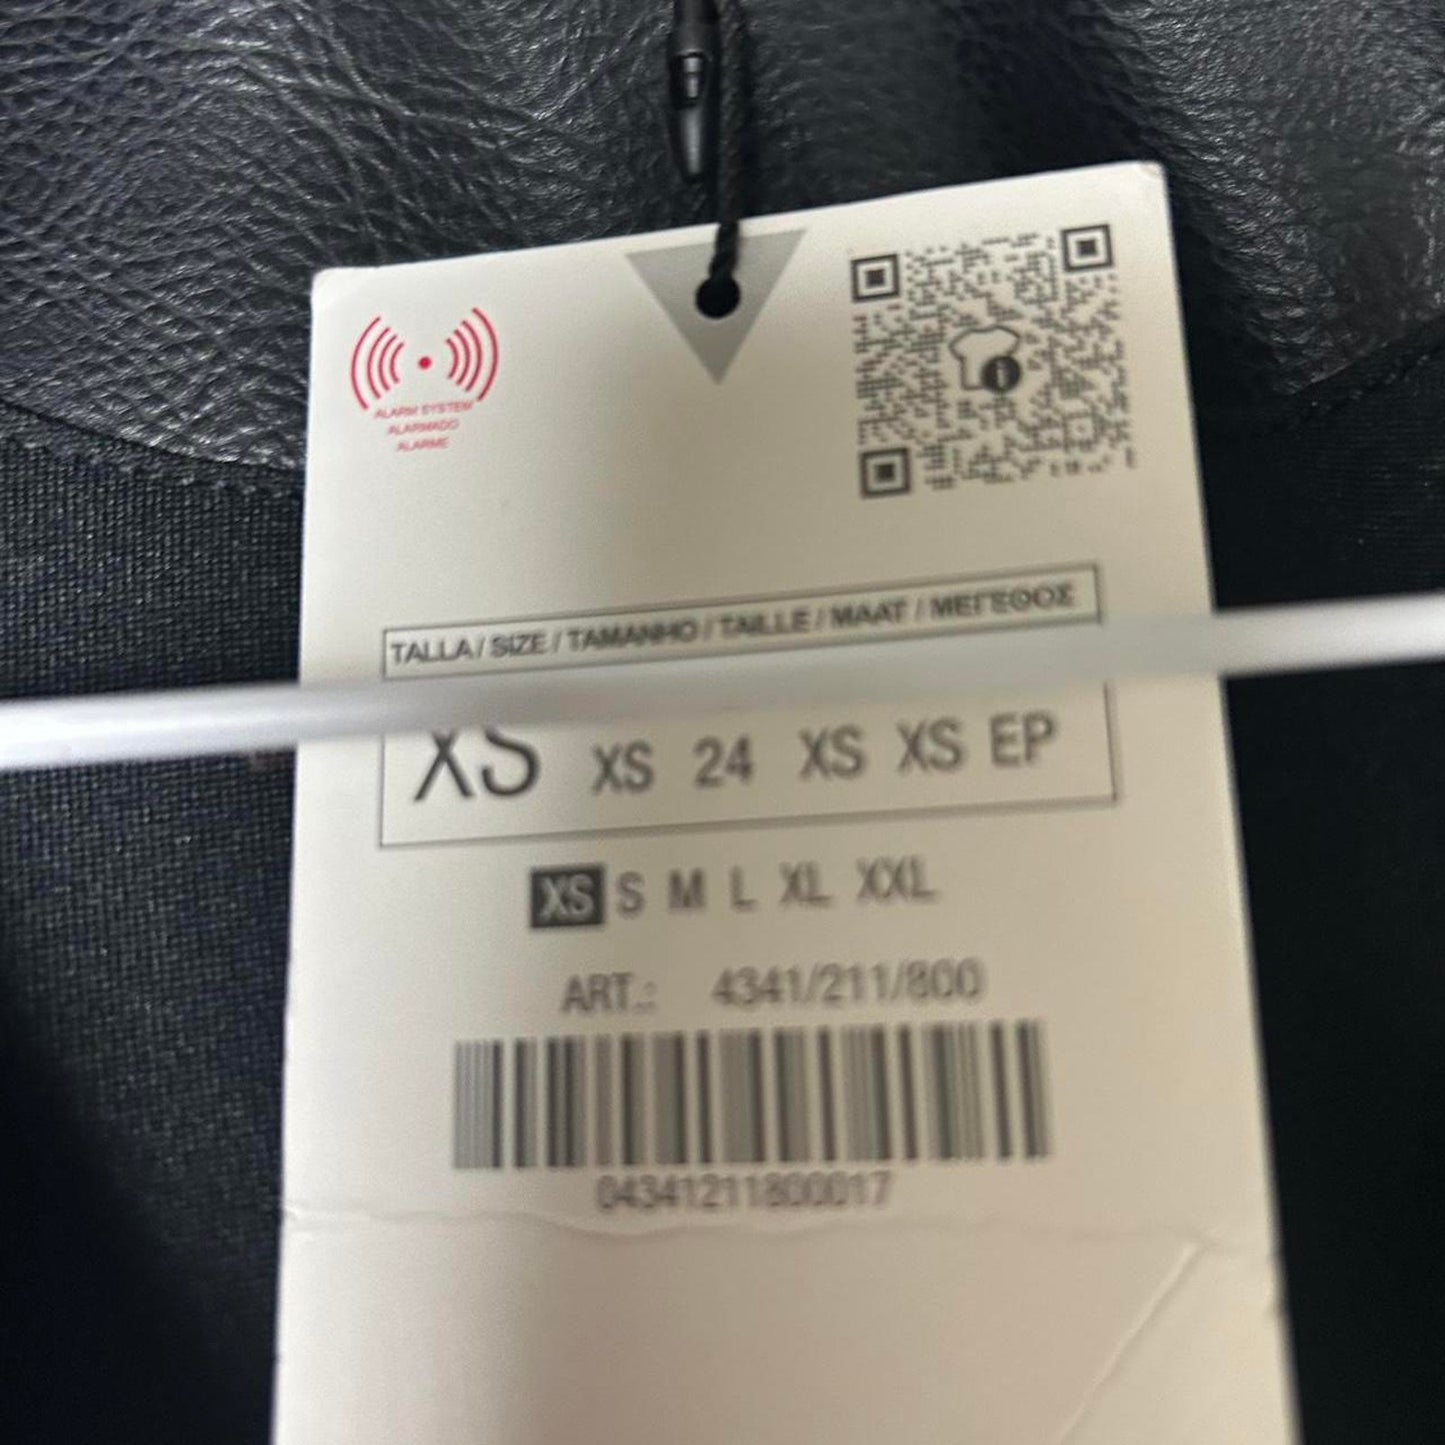 ALARM SYSTEM
ALARMADO
ALARME
TALLA / SIZE / TAMANHO / TAILLE / MAAT / ΜΕΓΕΘΟΣ
XS XS 24 XS XS EP
XS S M L XL XXL
ART.: 4341/211/800
04341211800017